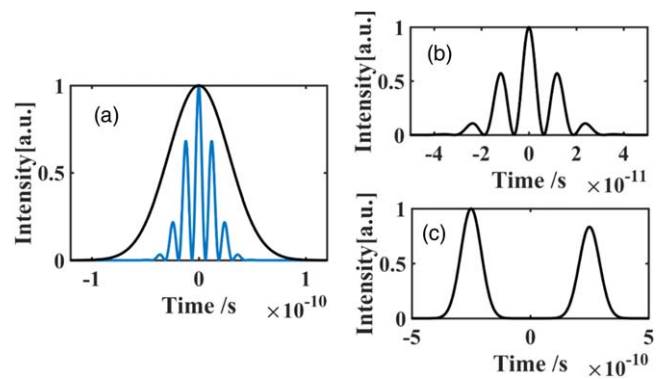 (a)
Intensity[a.u.]
1
0.5
0
-1 0 1
Time /s ×10-10
(b)
Intensity[a.u.]
1
0.5
0
-4 -2 0 2 4
Time /s ×10-11
(c)
Intensity[a.u.]
1
0.5
0
-5 0 5
Time /s ×10-10